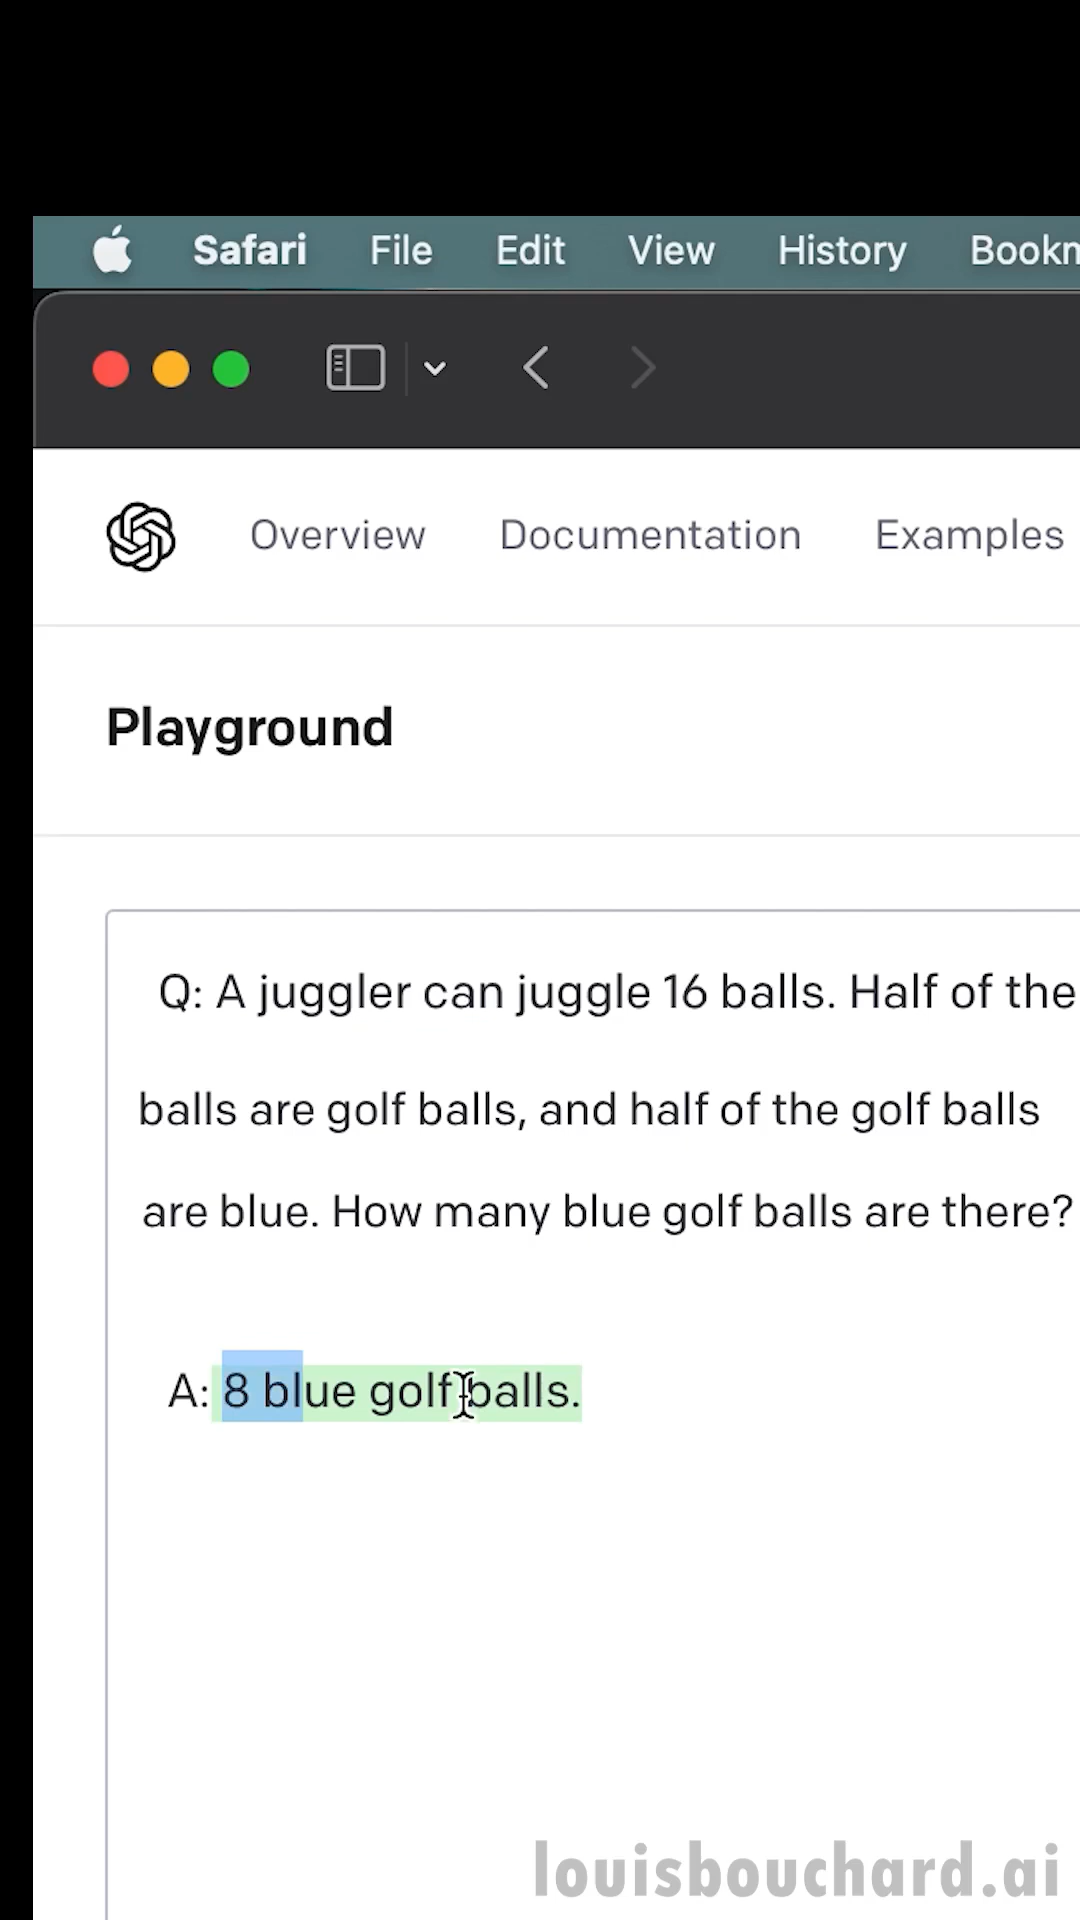 Safari File Edit View History Bookm
Overview Documentation Examples
Playground
Q: A juggler can juggle 16 balls. Half of the
balls are golf balls, and half of the golf balls
are blue. How many blue golf balls are there?
A: 8 blue golf balls.
louisbouchard.ai